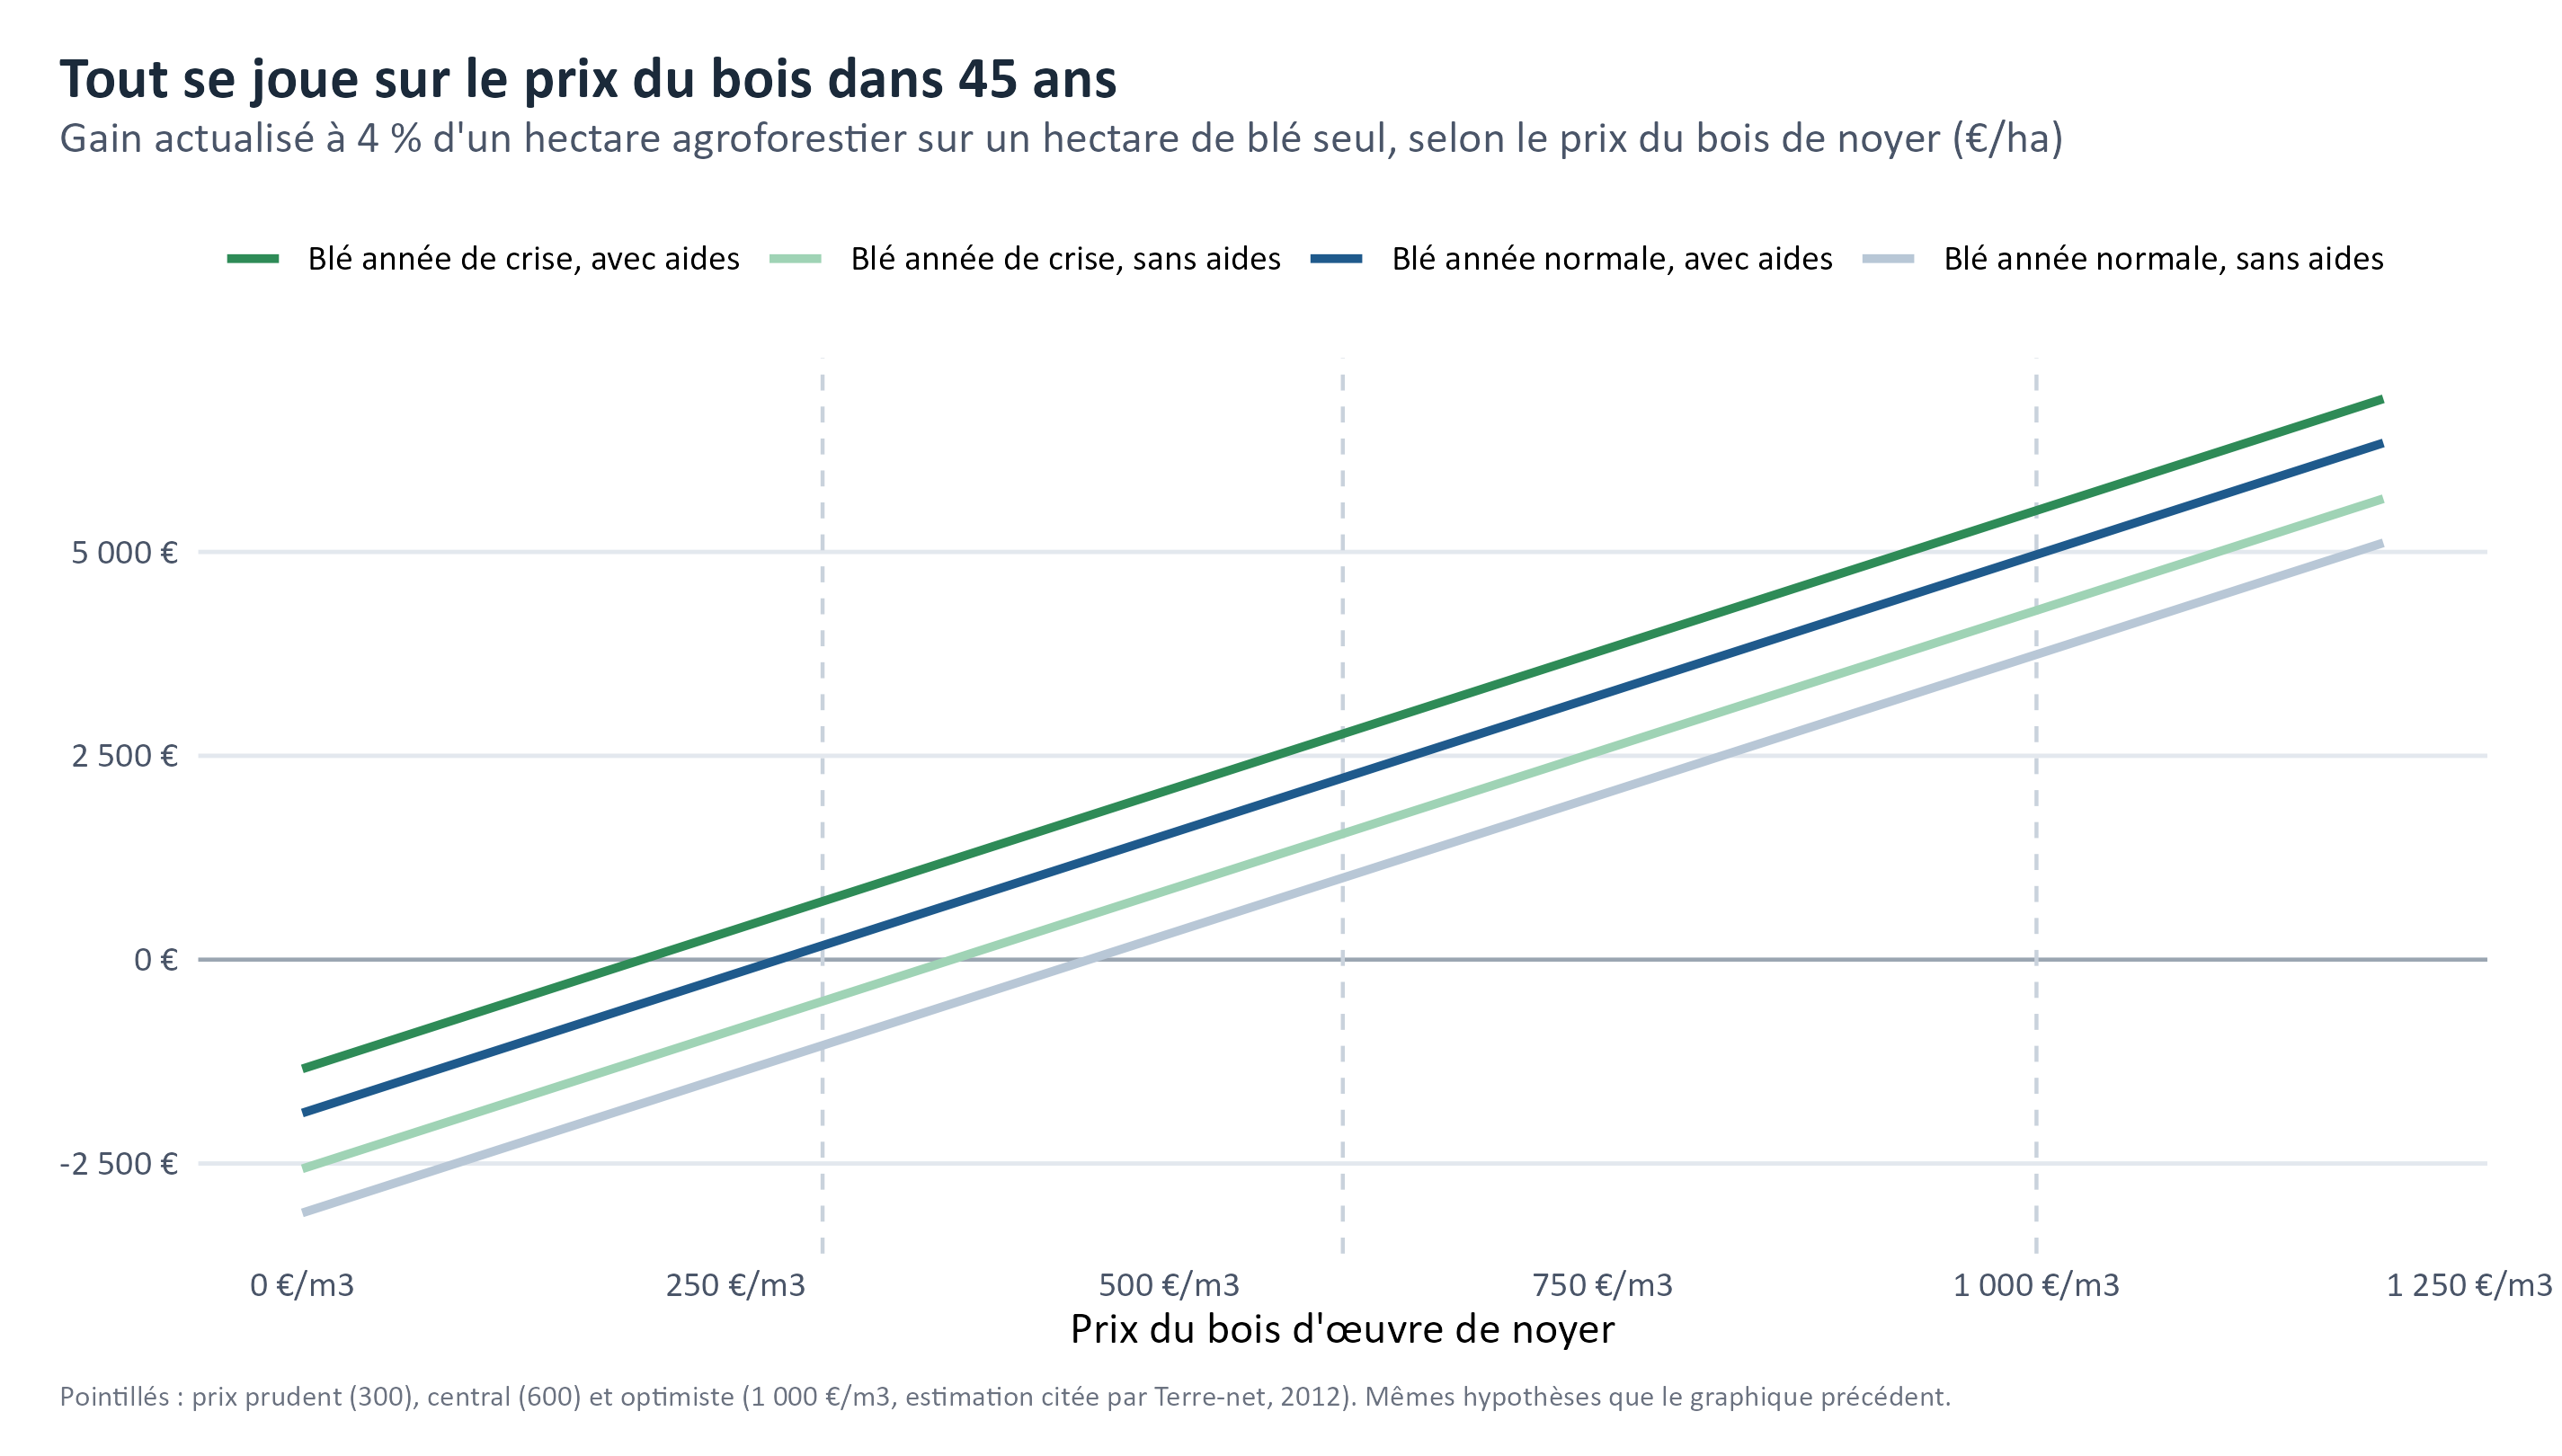 Tout se joue sur le prix du bois dans 45 ans
Gain actualisé à 4 % d'un hectare agroforestier sur un hectare de blé seul, selon le prix du bois de noyer (€/ha)
Blé année de crise, avec aides Blé année de crise, sans aides Blé année normale, avec aides Blé année normale, sans aides
5 000 €
2 500 €
0 €
-2 500 €
0 €/m3 250 €/m3 500 €/m3 750 €/m3 1 000 €/m3 1 250 €/m3
Prix du bois d'œuvre de noyer
Pointillés : prix prudent (300), central (600) et optimiste (1 000 €/m3, estimation citée par Terre-net, 2012). Mêmes hypothèses que le graphique précédent.